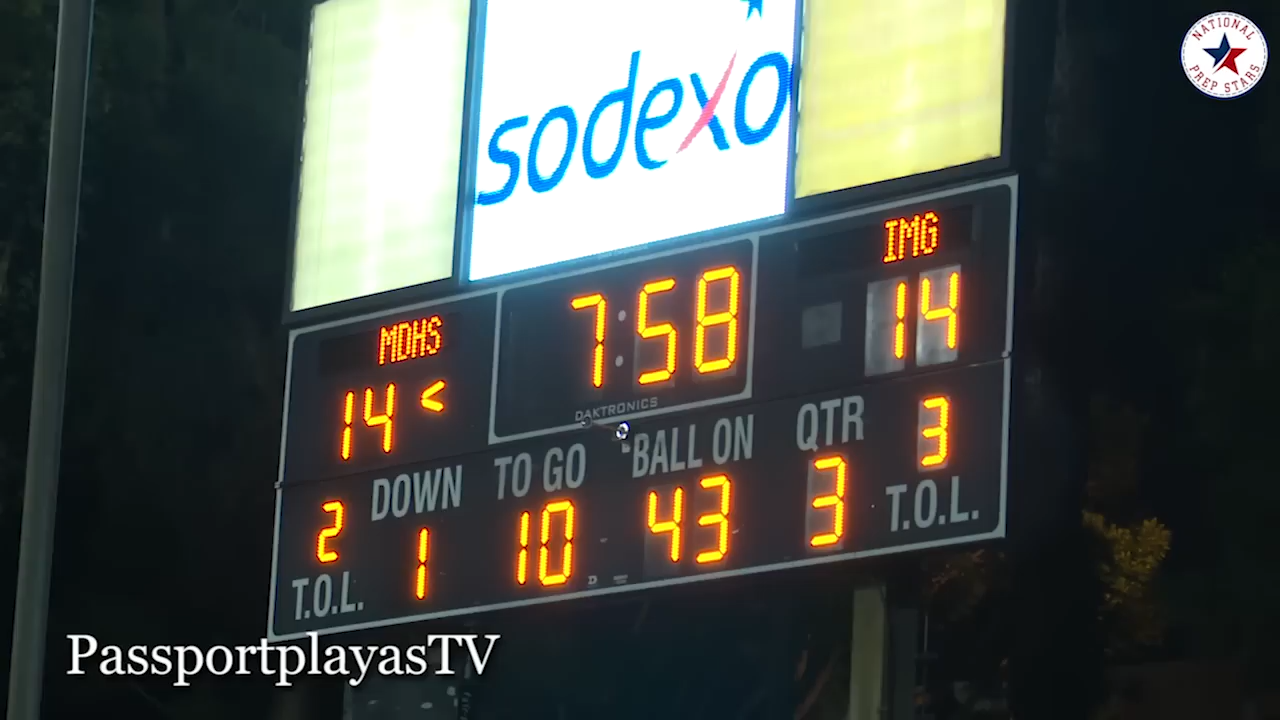 NATIONAL
PREP STARS
sodexo
IMG
MDHS
7:58
14
14 <
DAKTRONICS
DOWN
TO GO
BALL ON
QTR
3
2
1
10
43
3
T.O.L.
T.O.L.
PassportplayasTV